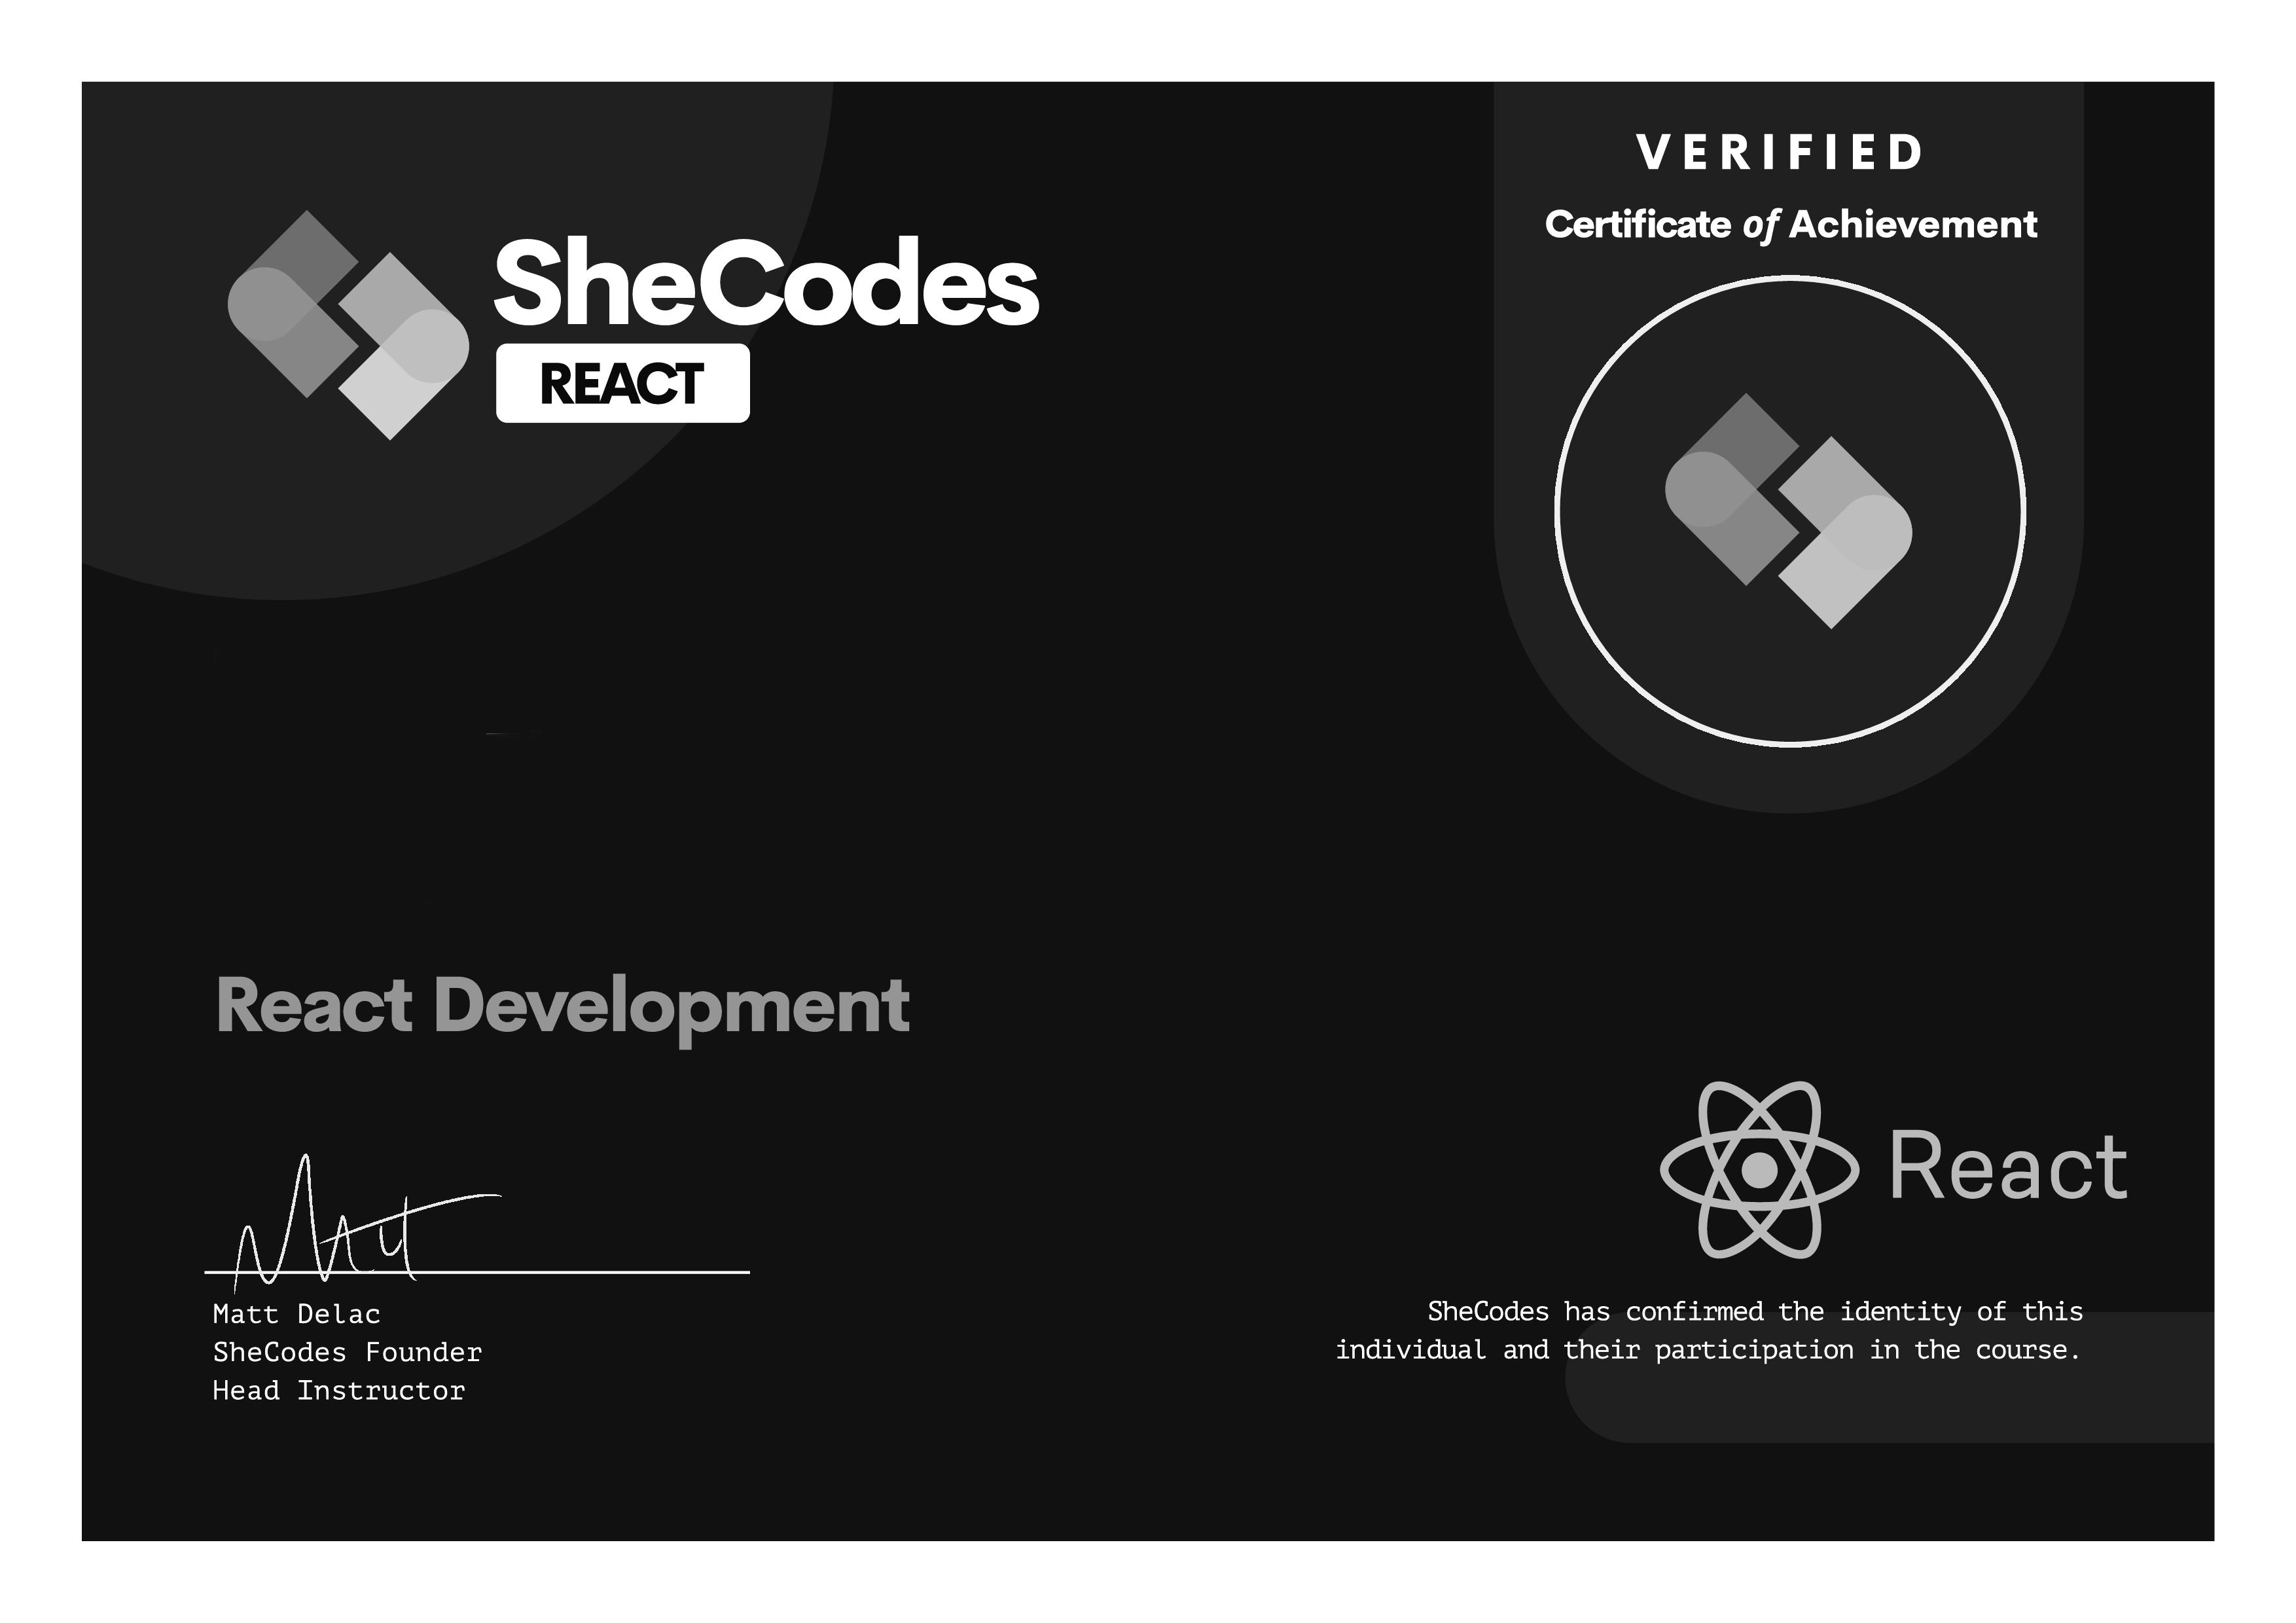 SheCodes
REACT
VERIFIED
Certificate of Achievement
React Development
Matt Delac
SheCodes Founder
Head Instructor
React
SheCodes has confirmed the identity of this
individual and their participation in the course.